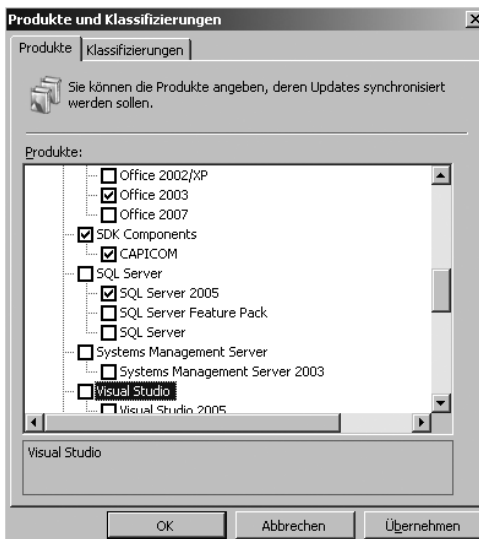 Produkte und Klassifizierungen
Produkte
Klassifizierungen
Sie können die Produkte angeben, deren Updates synchronisiert
werden sollen.
Produkte:
Office 2002/XP
Office 2003
Office 2007
SDK Components
CAPICOM
SQL Server
SQL Server 2005
SQL Server Feature Pack
SQL Server
Systems Management Server
Systems Management Server 2003
Visual Studio
Visual Studio 2005
Visual Studio
OK
Abbrechen
Übernehmen